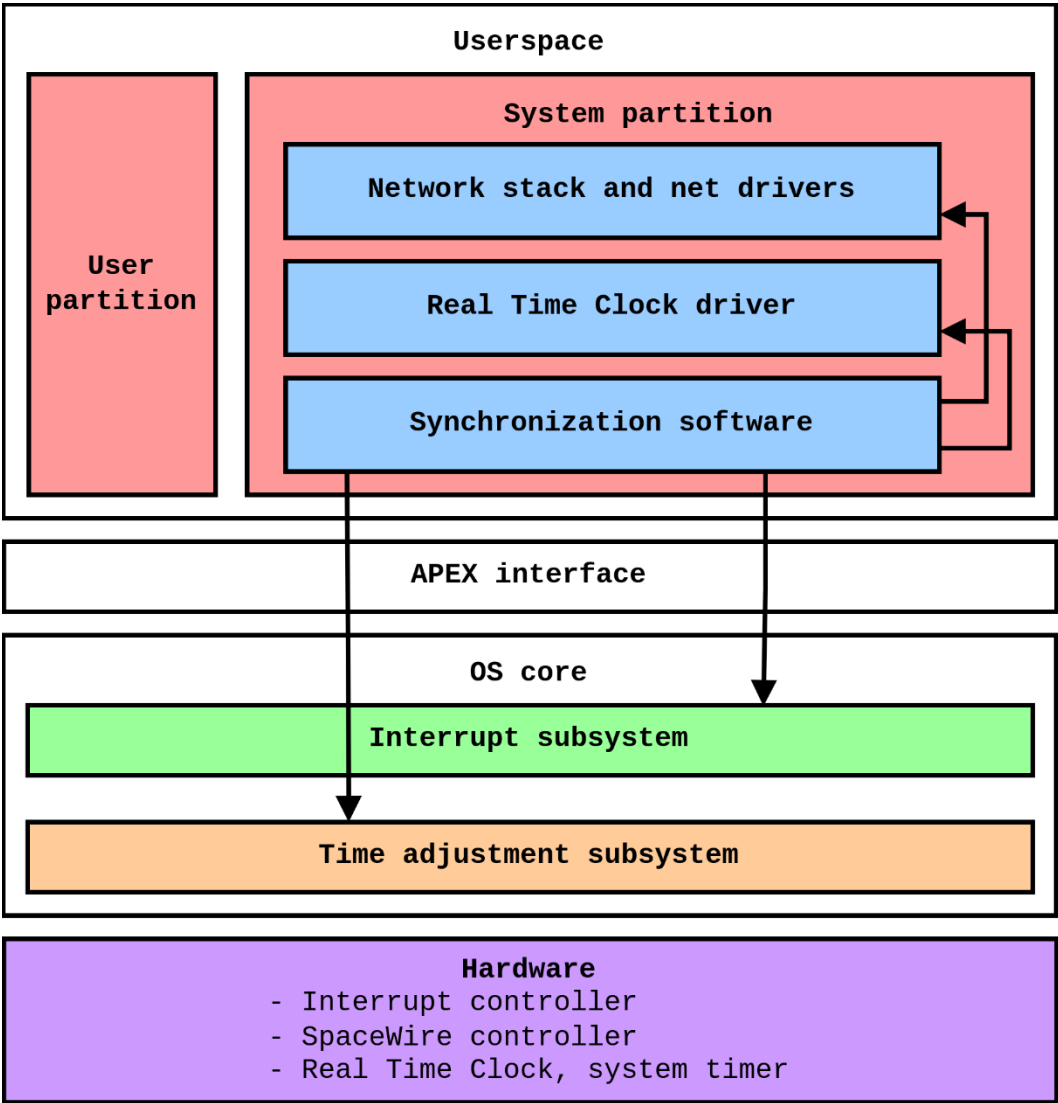 Userspace
System partition
Network stack and net drivers
User
partition
Real Time Clock driver
Synchronization software
APEX interface
OS core
Interrupt subsystem
Time adjustment subsystem
Hardware
- Interrupt controller
- SpaceWire controller
- Real Time Clock, system timer